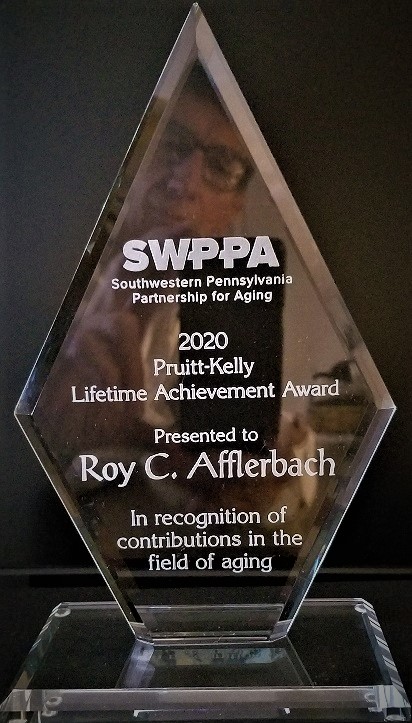 SWPPA
Southwestern Pennsylvania
Partnership for Aging
2020
Pruitt-Kelly
Lifetime Achievement Award
Presented to
Roy C. Afflerbach
In recognition of
contributions in the
field of aging